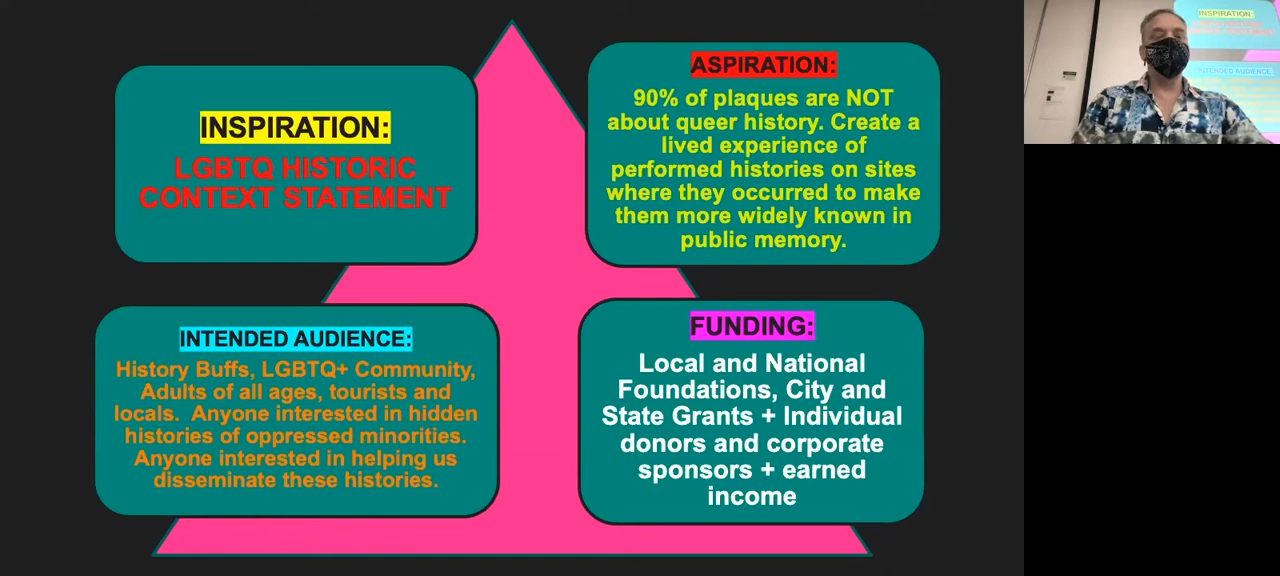 INSPIRATION:
LGBTQ HISTORIC
CONTEXT STATEMENT
ASPIRATION:
90% of plaques are NOT
about queer history. Create a
lived experience of
performed histories on sites
where they occurred to make
them more widely known in
public memory.
INTENDED AUDIENCE:
History Buffs, LGBTQ+ Community,
Adults of all ages, tourists and
locals. Anyone interested in hidden
histories of oppressed minorities.
Anyone interested in helping us
disseminate these histories.
FUNDING:
Local and National
Foundations, City and
State Grants + Individual
donors and corporate
sponsors + earned
income
INSPIRATION:
INTENDED AUDIENCE: